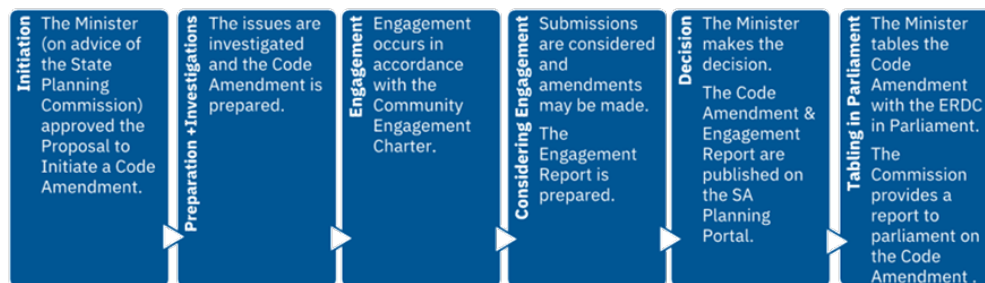 Initiation
The Minister
(on advice of
the State
Planning
Commission)
approved the
Proposal to
Initiate a Code
Amendment.
Preparation +Investigations
The issues are
investigated
and the Code
Amendment is
prepared.
Engagement
Engagement
occurs in
accordance
with the
Community
Engagement
Charter.
Considering Engagement
Submissions
are considered
and
amendments
may be made.
The
Engagement
Report is
prepared.
Decision
The Minister
makes the
decision.
The Code
Amendment &
Engagement
Report are
published on
the SA
Planning
Portal.
Tabling in Parliament
The Minister
tables the
Code
Amendment
with the ERDC
in Parliament.
The
Commission
provides a
report to
parliament on
the Code
Amendment .